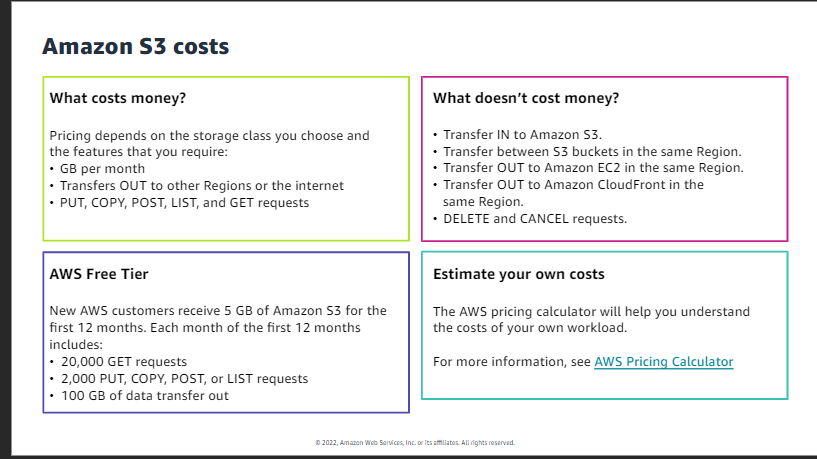 Amazon S3 costs
What costs money?
Pricing depends on the storage class you choose and
the features that you require:
• GB per month
• Transfers OUT to other Regions or the internet
• PUT, COPY, POST, LIST, and GET requests
What doesn’t cost money?
• Transfer IN to Amazon S3.
• Transfer between S3 buckets in the same Region.
• Transfer OUT to Amazon EC2 in the same Region.
• Transfer OUT to Amazon CloudFront in the
same Region.
• DELETE and CANCEL requests.
AWS Free Tier
New AWS customers receive 5 GB of Amazon S3 for the
first 12 months. Each month of the first 12 months
includes:
• 20,000 GET requests
• 2,000 PUT, COPY, POST, or LIST requests
• 100 GB of data transfer out
Estimate your own costs
The AWS pricing calculator will help you understand
the costs of your own workload.
For more information, see AWS Pricing Calculator
© 2022, Amazon Web Services, Inc. or its affiliates. All rights reserved.